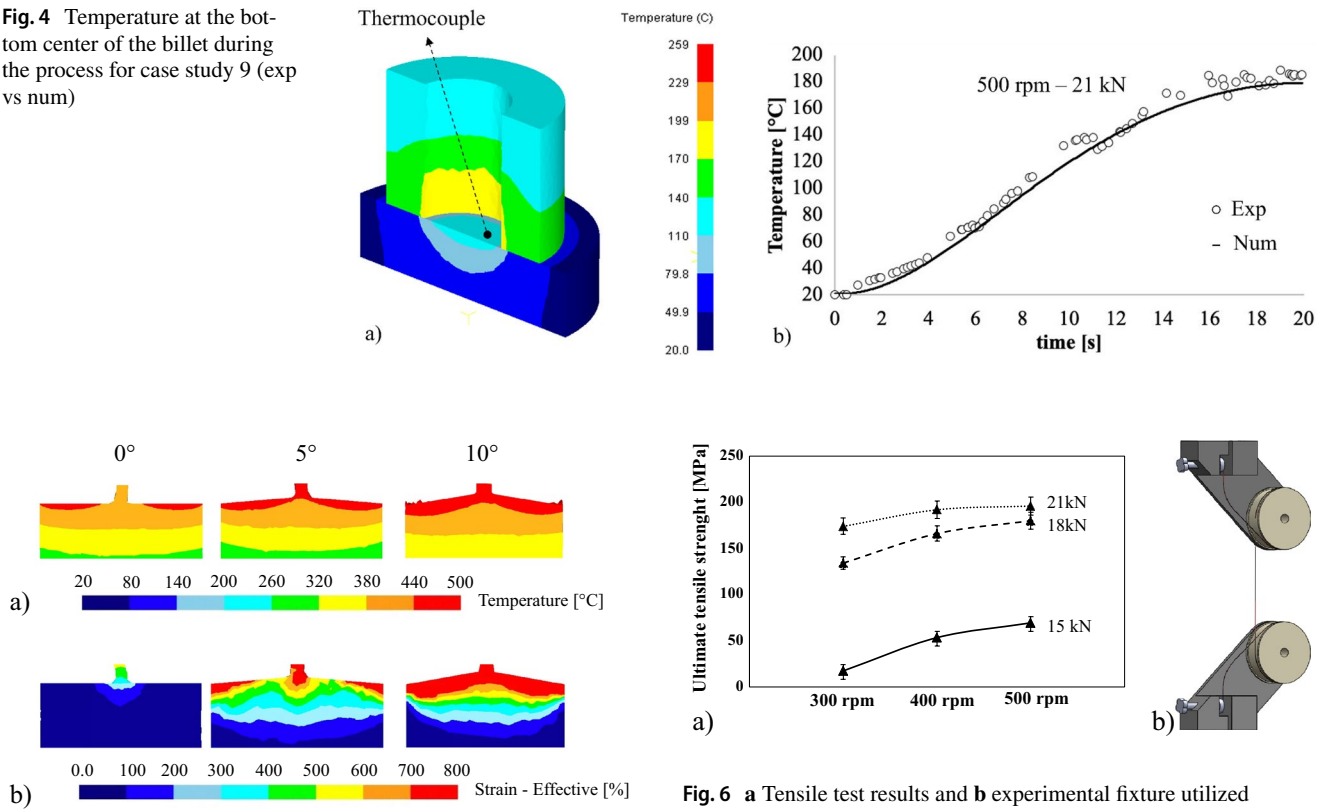 Fig. 4 Temperature at the bot-
tom center of the billet during
the process for case study 9 (exp
vs num)
Thermocouple
Temperature (C)
259
229
199
170
140
110
79.8
49.9
20.0
a)
200
180
160
140
120
100
80
60
40
20
Temperature [°C]
500 rpm – 21 kN
Exp
Num
0 2 4 6 8 10 12 14 16 18 20
time [s]
b)
0° 5° 10°
20 80 140 200 260 320 380 440 500
Temperature [°C]
a)
0.0 100 200 300 400 500 600 700 800
Strain - Effective [%]
b)
250
200
150
100
50
0
Ultimate tensile strenght [MPa]
21kN
18kN
15 kN
300 rpm 400 rpm 500 rpm
a)
b)
Fig. 6 a Tensile test results and b experimental fixture utilized